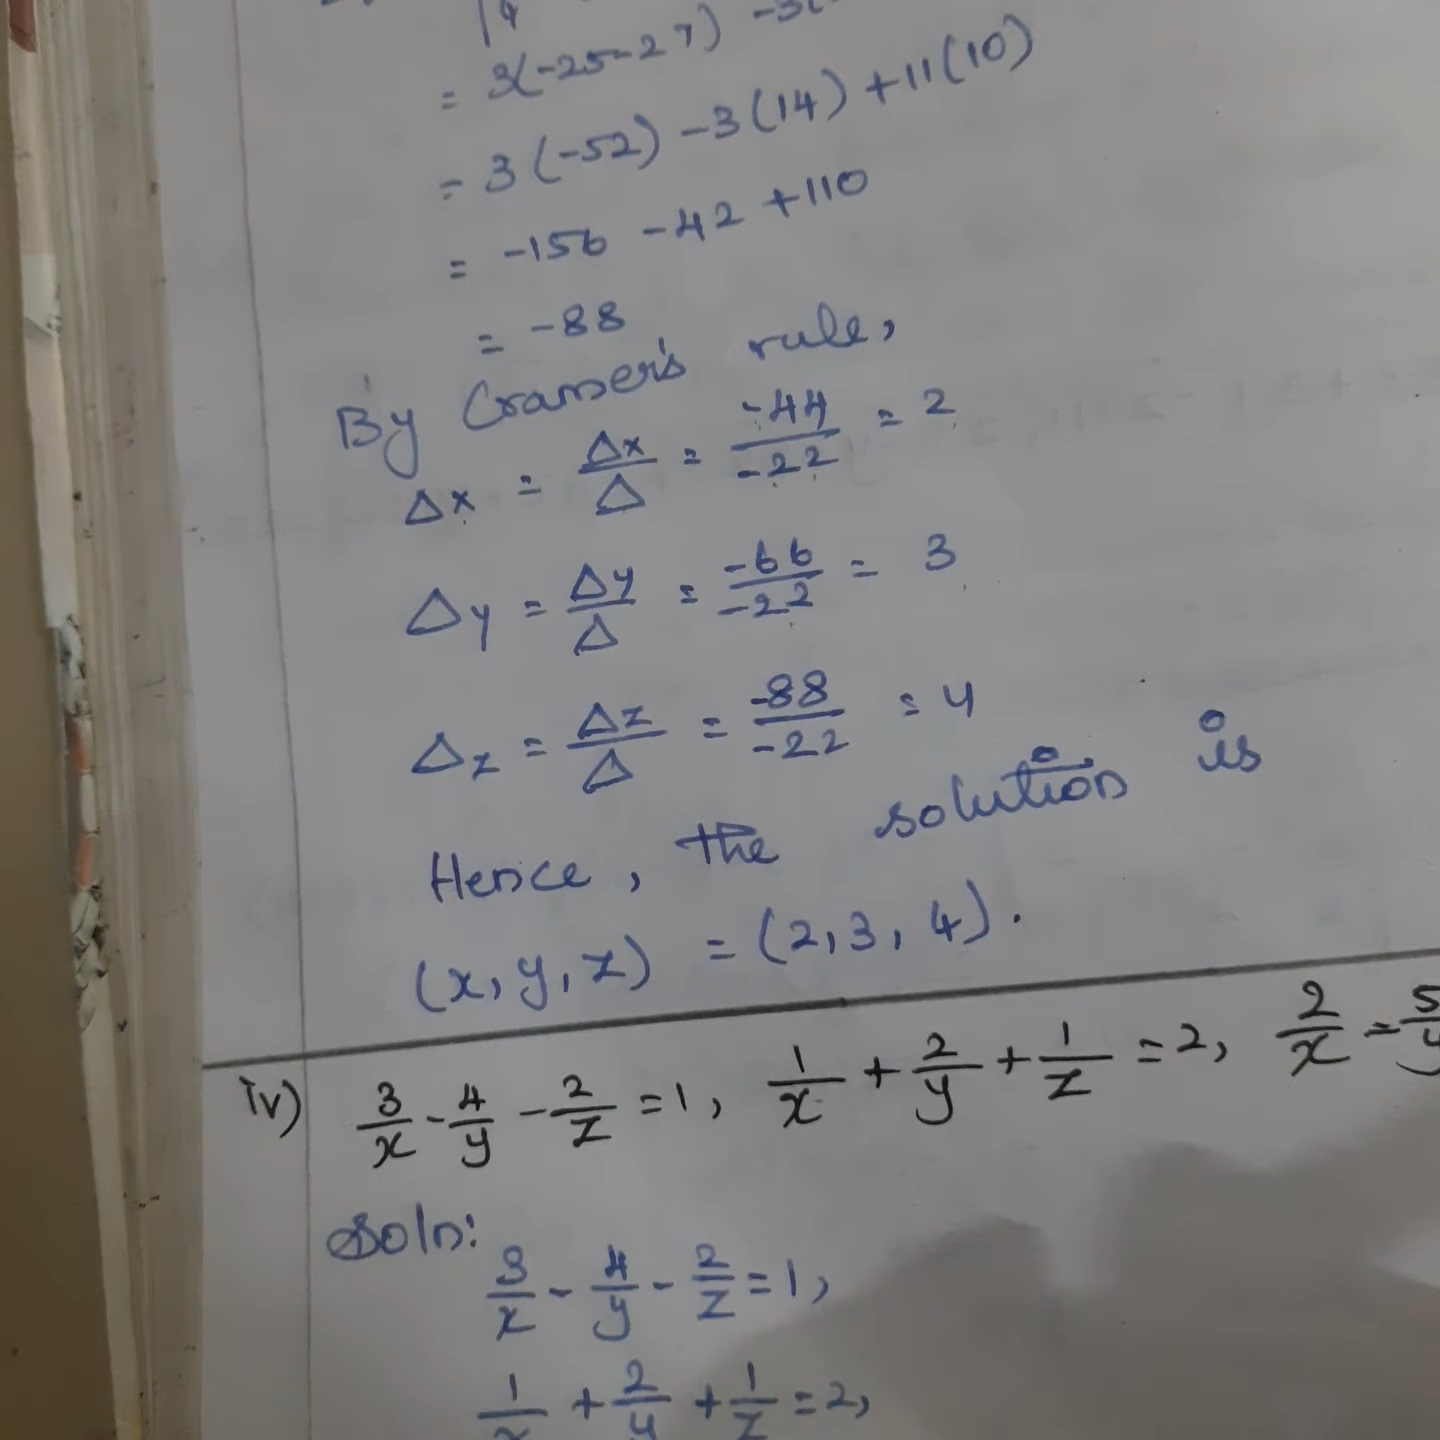 = 3(-25-27) -3(
= 3(-52) -3(14) +11(10)
= -156 -42 +110
= -88
By Cramer's rule,
Δx = Δx/Δ = -44/-22 = 2
Δy = Δy/Δ = -66/-22 = 3
Δz = Δz/Δ = -88/-22 = 4
Hence, the solution is
(x, y, z) = (2, 3, 4).
iv) 3/x - 4/y - 2/z = 1, 1/x + 2/y + 1/z = 2, 2/x - 5/y
Soln:
3/x - 4/y - 2/z = 1,
1/x + 2/y + 1/z = 2,